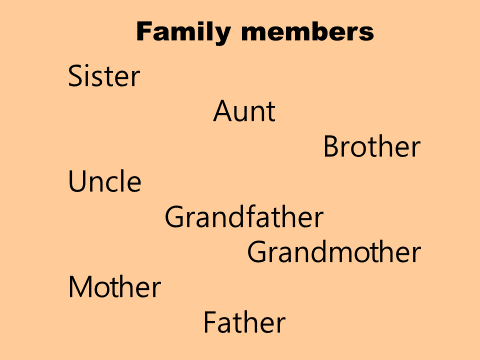 Family members
Sister
Aunt
Brother
Uncle
Grandfather
Grandmother
Mother
Father